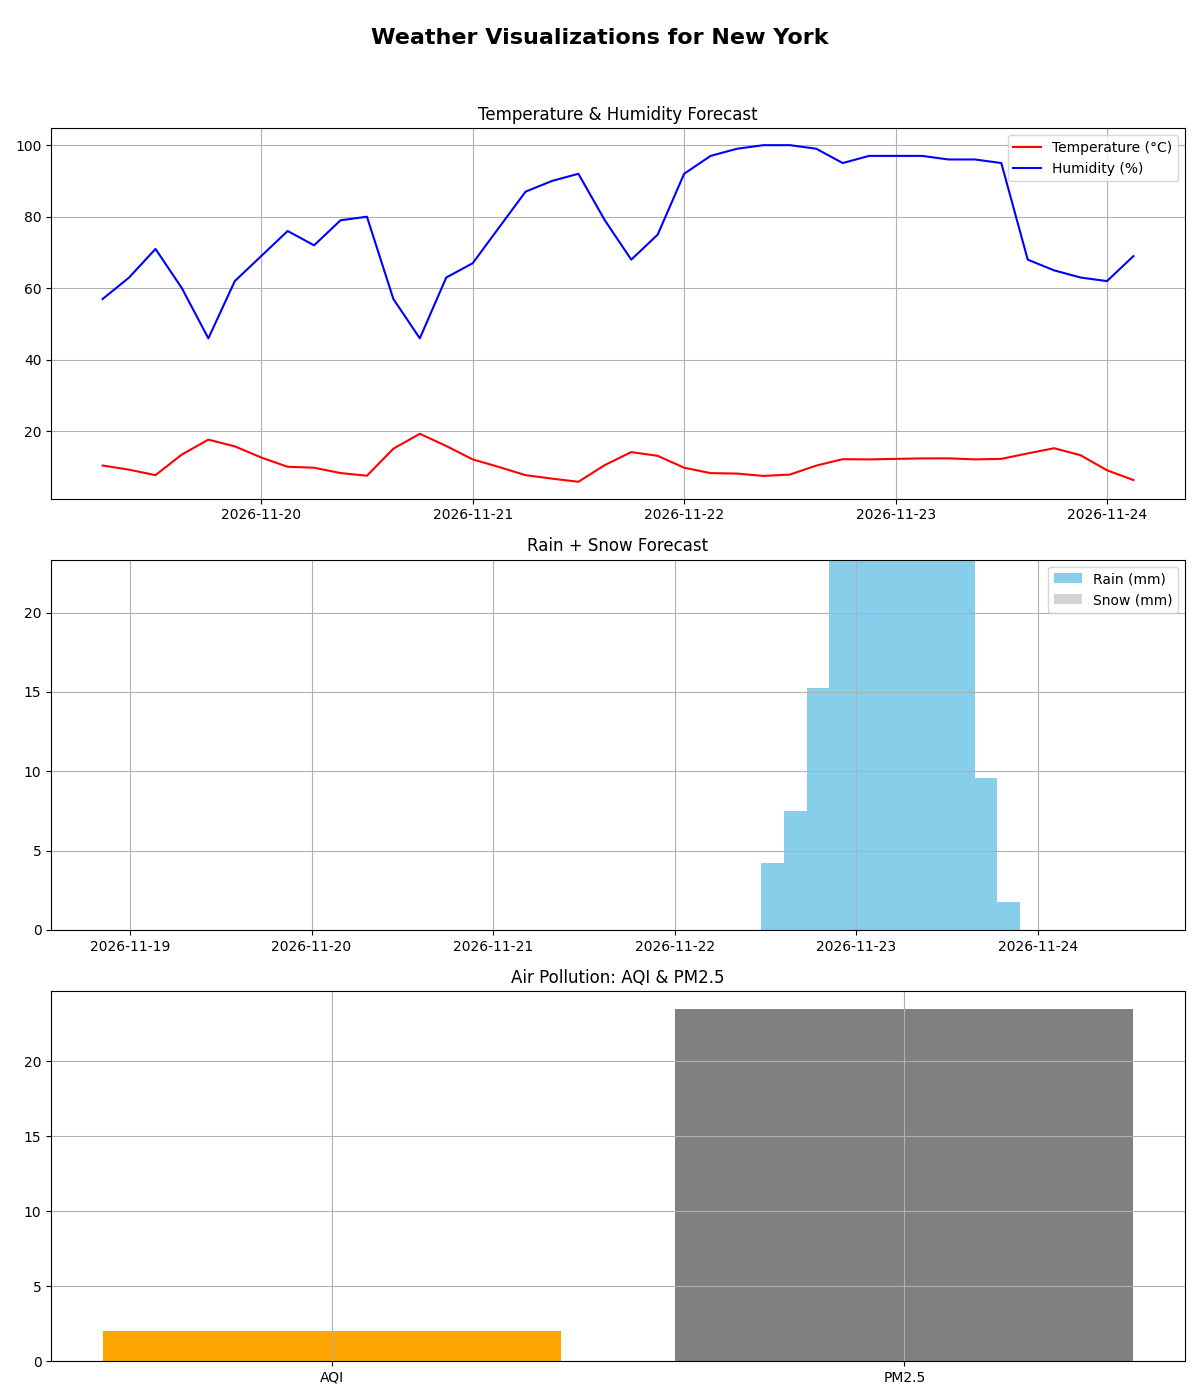 Weather Visualizations for New York
Temperature & Humidity Forecast
100
80
60
40
20
Temperature (°C)
Humidity (%)
2026-11-20
2026-11-21
2026-11-22
2026-11-23
2026-11-24
Rain + Snow Forecast
20
15
10
5
0
Rain (mm)
Snow (mm)
2026-11-19
2026-11-20
2026-11-21
2026-11-22
2026-11-23
2026-11-24
Air Pollution: AQI & PM2.5
20
15
10
5
0
AQI
PM2.5